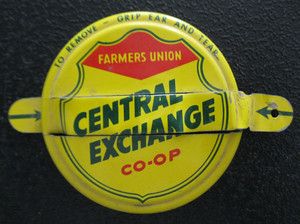 TO REMOVE – GRIP EAR AND TEAR
FARMERS UNION
CENTRAL
EXCHANGE
CO-OP